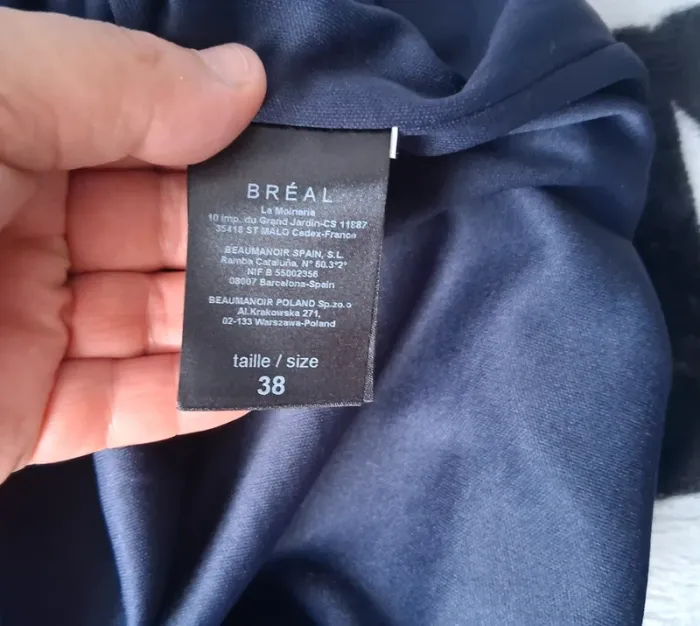 BRÉAL
La Moinerie
10 imp. du Grand Jardin-CS 11887
35418 ST MALO Cedex-France
BEAUMANOIR SPAIN, S.L.
Ramba Cataluña, N° 60.3°2ª
NIF B 55002356
08007 Barcelona-Spain
BEAUMANOIR POLAND Sp.zo.o
Al.Krakowska 271,
02-133 Warszawa-Poland
taille / size
38